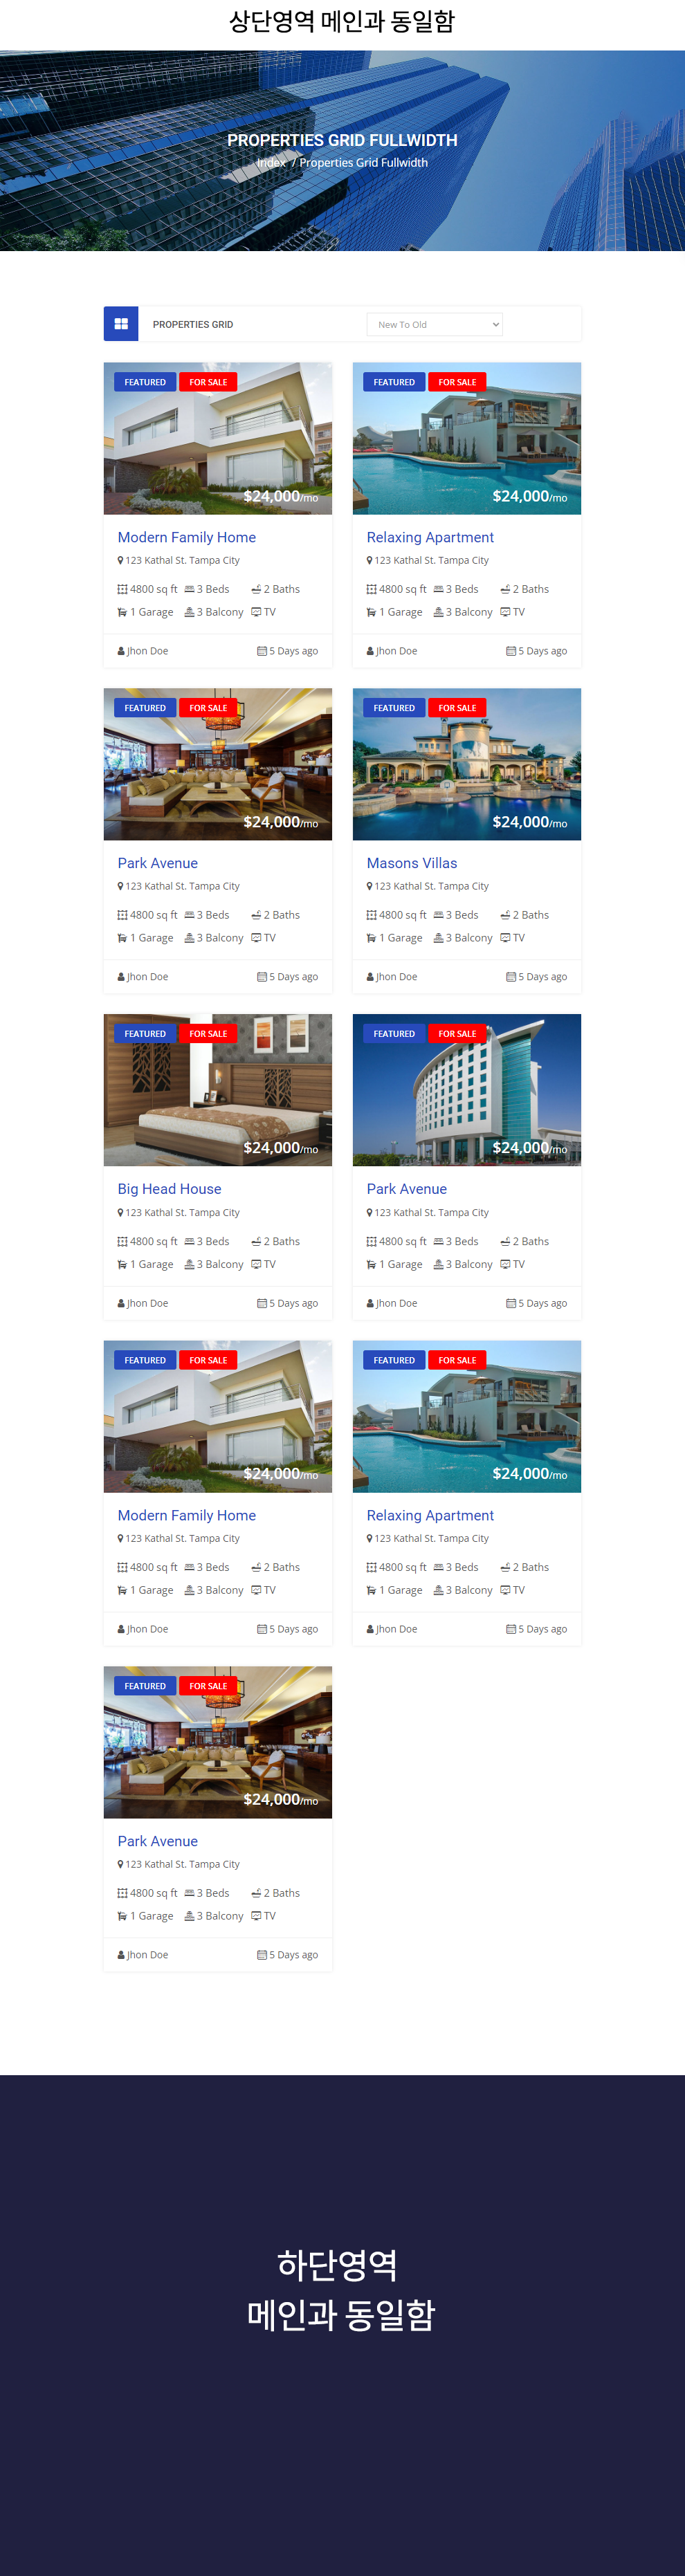 상단영역 메인과 동일함
PROPERTIES GRID FULLWIDTH
Index / Properties Grid Fullwidth
PROPERTIES GRID
New To Old
FEATURED FOR SALE
$24,000/mo
Modern Family Home
123 Kathal St. Tampa City
4800 sq ft 3 Beds 2 Baths
1 Garage 3 Balcony TV
Jhon Doe 5 Days ago
FEATURED FOR SALE
$24,000/mo
Relaxing Apartment
123 Kathal St. Tampa City
4800 sq ft 3 Beds 2 Baths
1 Garage 3 Balcony TV
Jhon Doe 5 Days ago
FEATURED FOR SALE
$24,000/mo
Park Avenue
123 Kathal St. Tampa City
4800 sq ft 3 Beds 2 Baths
1 Garage 3 Balcony TV
Jhon Doe 5 Days ago
FEATURED FOR SALE
$24,000/mo
Masons Villas
123 Kathal St. Tampa City
4800 sq ft 3 Beds 2 Baths
1 Garage 3 Balcony TV
Jhon Doe 5 Days ago
FEATURED FOR SALE
$24,000/mo
Big Head House
123 Kathal St. Tampa City
4800 sq ft 3 Beds 2 Baths
1 Garage 3 Balcony TV
Jhon Doe 5 Days ago
FEATURED FOR SALE
$24,000/mo
Park Avenue
123 Kathal St. Tampa City
4800 sq ft 3 Beds 2 Baths
1 Garage 3 Balcony TV
Jhon Doe 5 Days ago
FEATURED FOR SALE
$24,000/mo
Modern Family Home
123 Kathal St. Tampa City
4800 sq ft 3 Beds 2 Baths
1 Garage 3 Balcony TV
Jhon Doe 5 Days ago
FEATURED FOR SALE
$24,000/mo
Relaxing Apartment
123 Kathal St. Tampa City
4800 sq ft 3 Beds 2 Baths
1 Garage 3 Balcony TV
Jhon Doe 5 Days ago
FEATURED FOR SALE
$24,000/mo
Park Avenue
123 Kathal St. Tampa City
4800 sq ft 3 Beds 2 Baths
1 Garage 3 Balcony TV
Jhon Doe 5 Days ago
하단영역
메인과 동일함